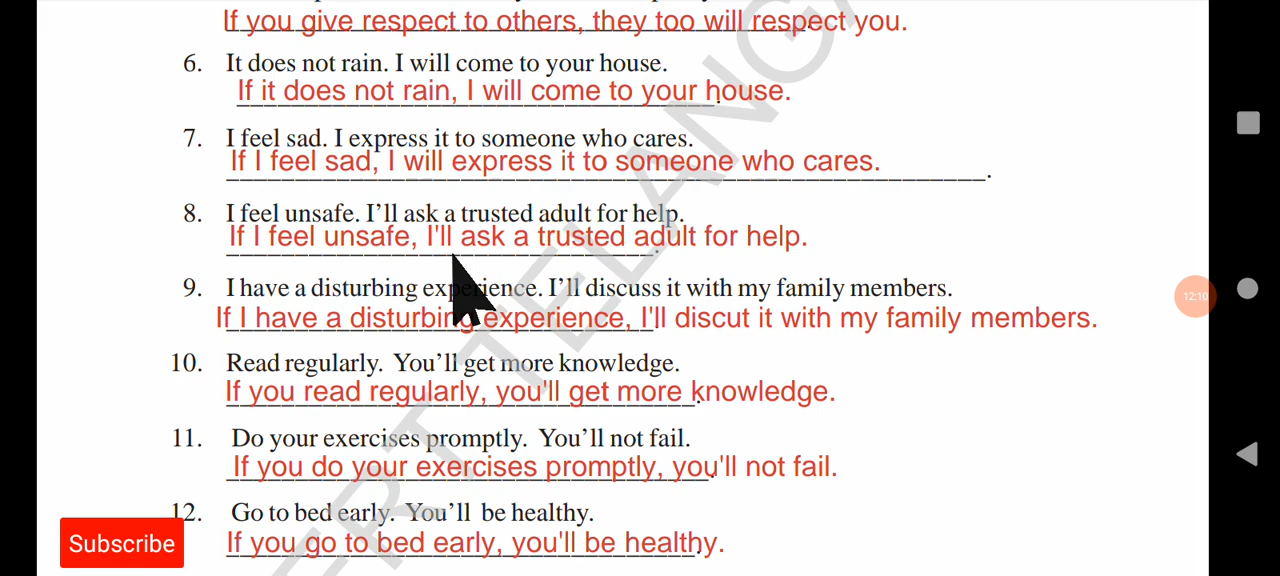 If you give respect to others, they too will respect you.
6. It does not rain. I will come to your house.
If it does not rain, I will come to your house.
7. I feel sad. I express it to someone who cares.
If I feel sad, I will express it to someone who cares.
8. I feel unsafe. I'll ask a trusted adult for help.
If I feel unsafe, I'll ask a trusted adult for help.
9. I have a disturbing experience. I'll discuss it with my family members.
If I have a disturbing experience, I'll discut it with my family members.
12:10
10. Read regularly. You'll get more knowledge.
If you read regularly, you'll get more knowledge.
11. Do your exercises promptly. You'll not fail.
If you do your exercises promptly, you'll not fail.
12. Go to bed early. You'll be healthy.
If you go to bed early, you'll be healthy.
Subscribe